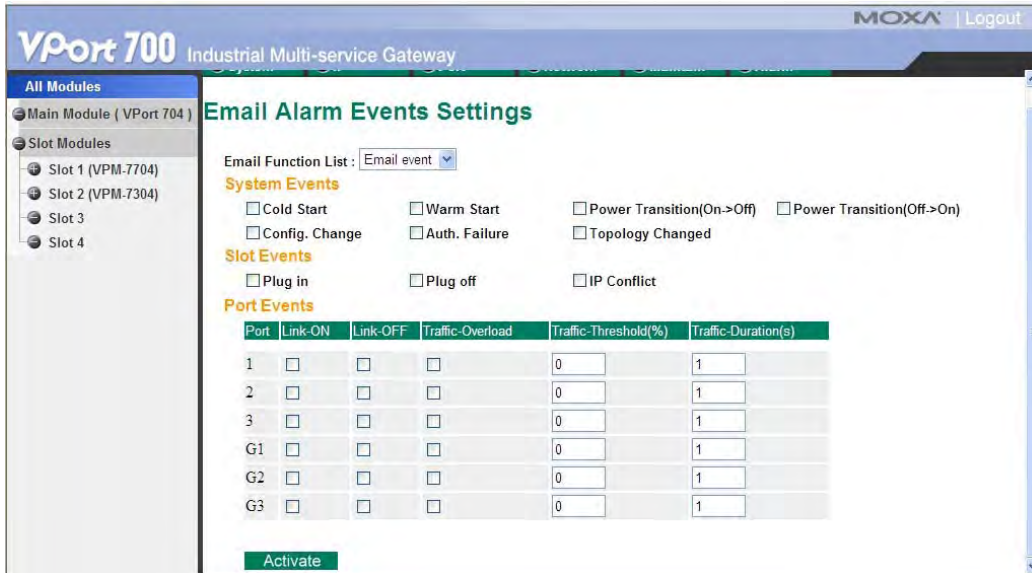 MOXA | Logout
VPort 700 Industrial Multi-service Gateway
All Modules
Main Module ( VPort 704 )
Slot Modules
Slot 1 (VPM-7704)
Slot 2 (VPM-7304)
Slot 3
Slot 4
Email Alarm Events Settings
Email Function List : Email event
System Events
Cold Start Warm Start Power Transition(On->Off) Power Transition(Off->On)
Config. Change Auth. Failure Topology Changed
Slot Events
Plug in Plug off IP Conflict
Port Events
Port Link-ON Link-OFF Traffic-Overload Traffic-Threshold(%) Traffic-Duration(s)
1 0 1
2 0 1
3 0 1
G1 0 1
G2 0 1
G3 0 1
Activate